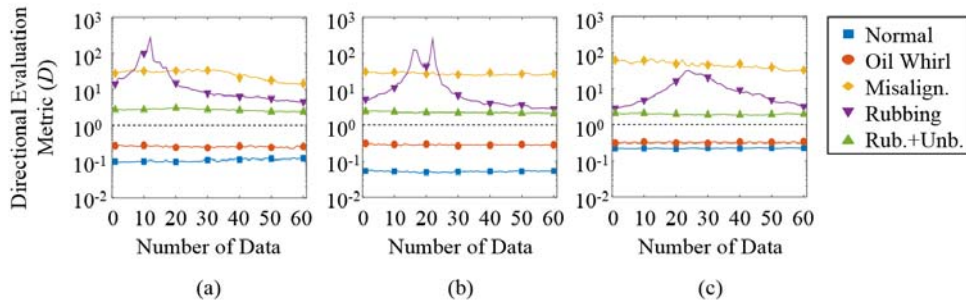 Directional Evaluation
Metric (D)
10³
10²
10¹
10⁰
10⁻¹
10⁻²
0 10 20 30 40 50 60
Number of Data
(a)
10³
10²
10¹
10⁰
10⁻¹
10⁻²
0 10 20 30 40 50 60
Number of Data
(b)
10³
10²
10¹
10⁰
10⁻¹
10⁻²
0 10 20 30 40 50 60
Number of Data
(c)
Normal
Oil Whirl
Misalign.
Rubbing
Rub.+Unb.